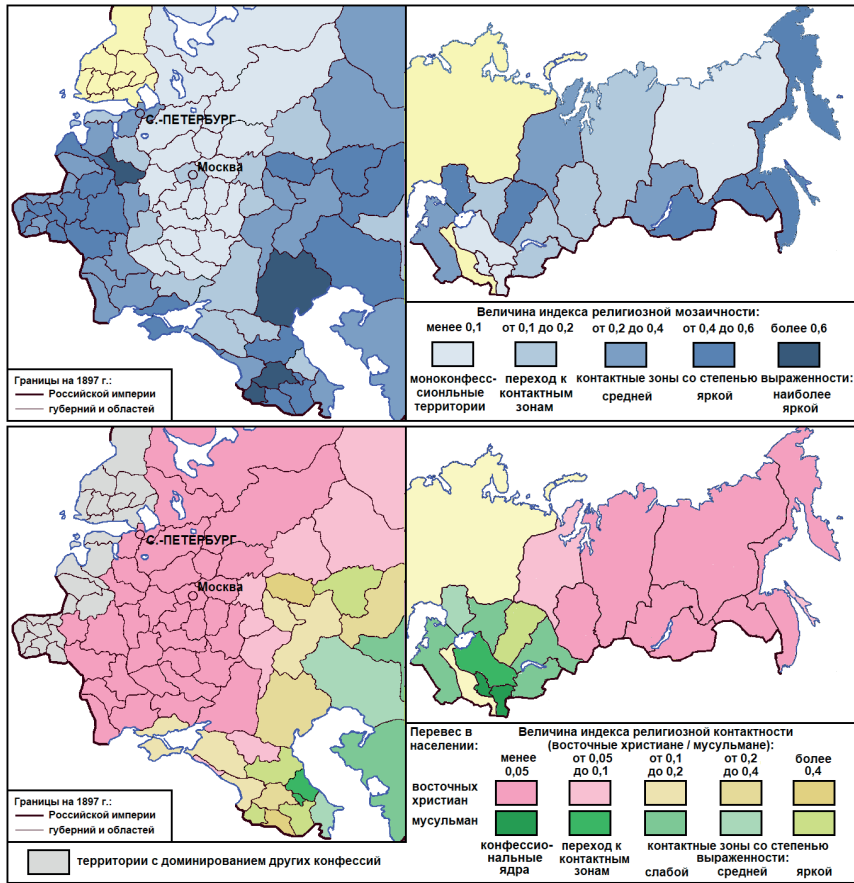 С.-ПЕТЕРБУРГ
Москва
Границы на 1897 г.:
Российской империи
губерний и областей
Величина индекса религиозной мозаичности:
менее 0,1
от 0,1 до 0,2
от 0,2 до 0,4
от 0,4 до 0,6
более 0,6
моноконфесс-
сиональные
территории
переход к
контактным
зонам
контактные зоны со степенью выраженности:
средней
яркой
наиболее
яркой
С.-ПЕТЕРБУРГ
Москва
Границы на 1897 г.:
Российской империи
губерний и областей
территории с доминированием других конфессий
Перевес в
населении:
Величина индекса религиозной контактности
(восточные христиане / мусульмане):
менее
0,05
от 0,05
до 0,1
от 0,1
до 0,2
от 0,2
до 0,4
более
0,4
восточных
христиан
мусульман
конфессио-
нальные
ядра
переход к
контактным
зонам
контактные зоны со степенью
выраженности:
слабой
средней
яркой